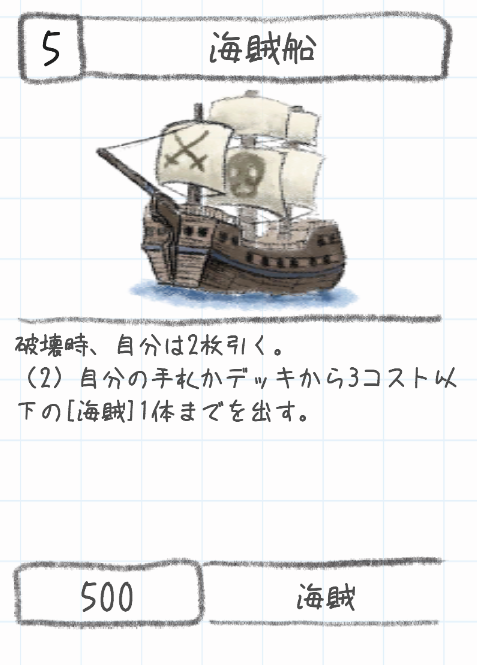 5
海賊船
破壊時、自分は2枚引く。
（2）自分の手札かデッキから3コスト以
下の[海賊]1体までを出す。
500
海賊